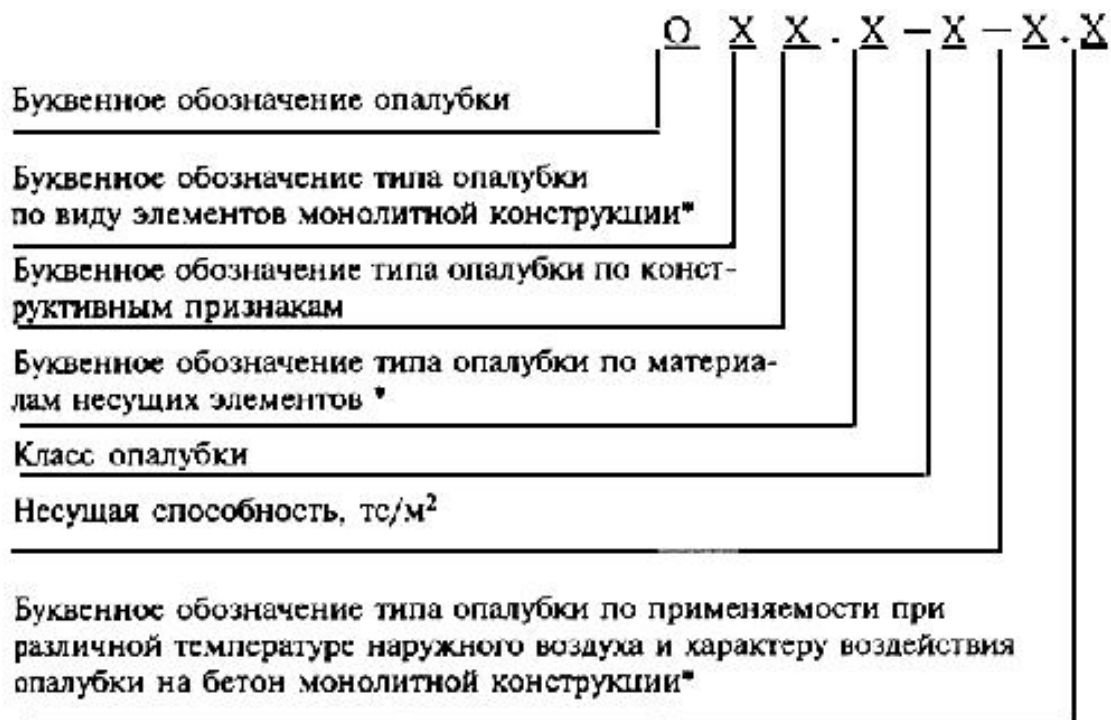 О Х Х . Х – Х – Х . Х
Буквенное обозначение опалубки
Буквенное обозначение типа опалубки
по виду элементов монолитной конструкции*
Буквенное обозначение типа опалубки по конст-
руктивным признакам
Буквенное обозначение типа опалубки по материа-
лам несущих элементов *
Класс опалубки
Несущая способность, тс/м²
Буквенное обозначение типа опалубки по применяемости при
различной температуре наружного воздуха и характеру воздействия
опалубки на бетон монолитной конструкции*